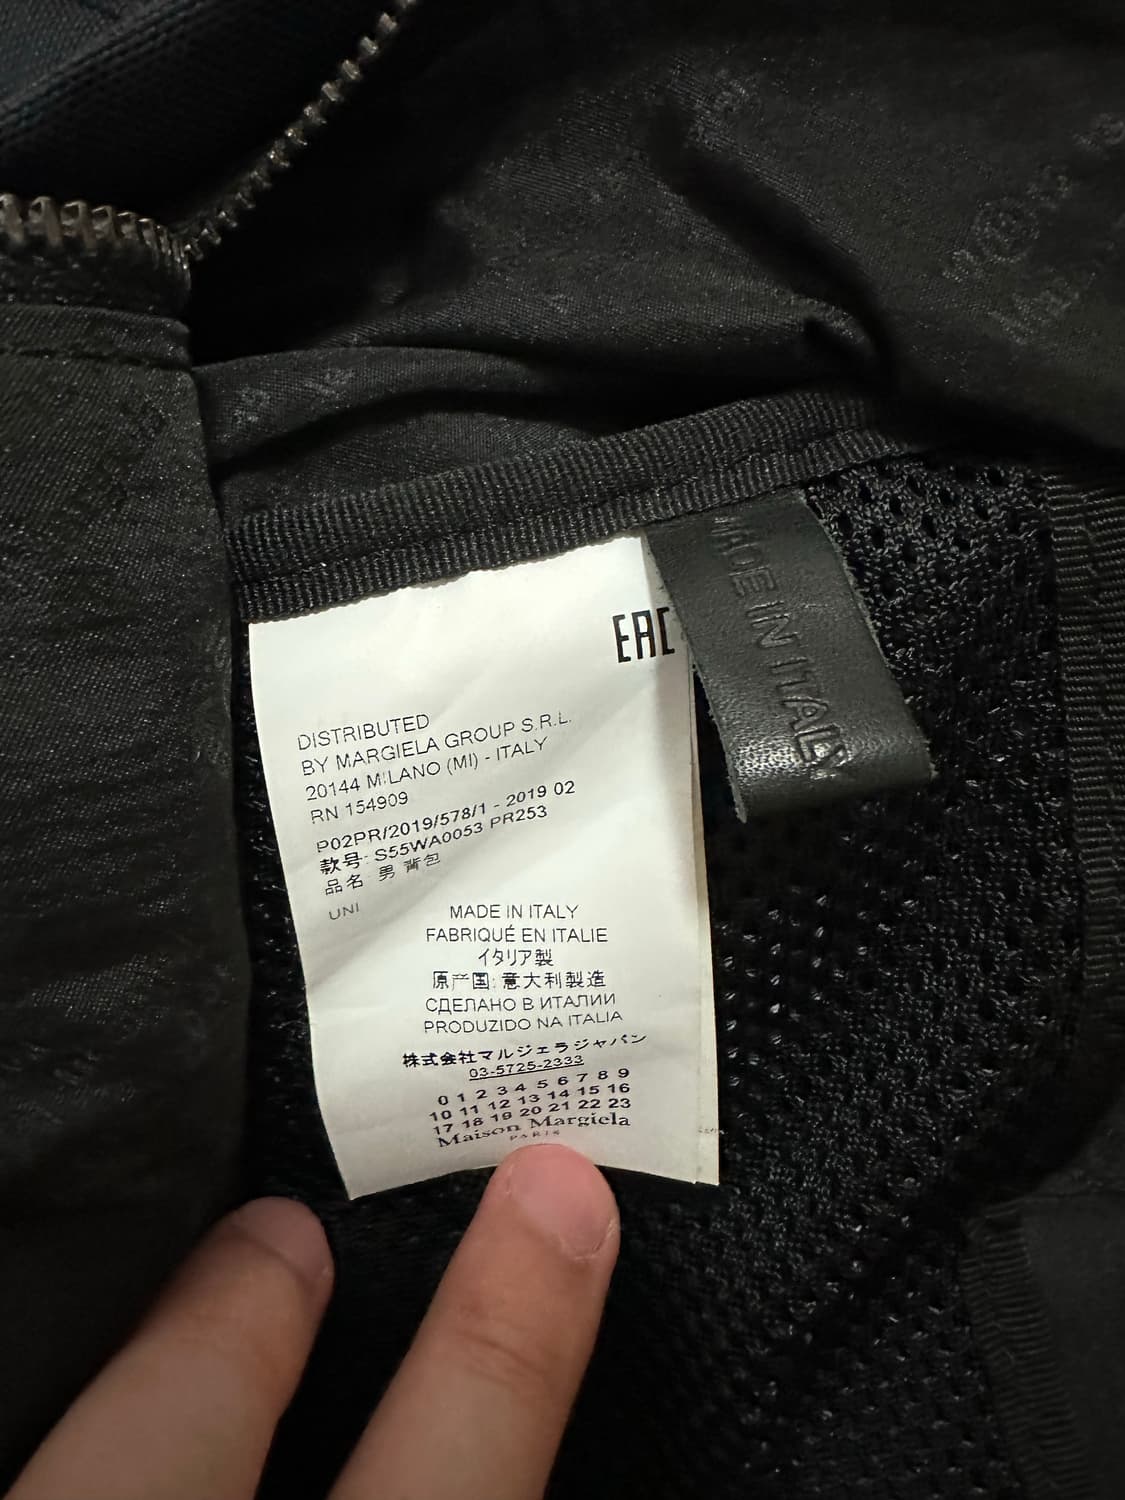 EAC
MADE IN ITALY
DISTRIBUTED
BY MARGIELA GROUP S.R.L.
20144 MILANO (MI) - ITALY
RN 154909
P02PR/2019/578/1 - 2019 02
款号: S55WA0053 PR253
品名: 男 背包
UNI
MADE IN ITALY
FABRIQUÉ EN ITALIE
イタリア製
原产国: 意大利製造
СДЕЛАНО В ИТАЛИИ
PRODUZIDO NA ITALIA
株式会社マルジェラジャパン
03-5725-2333
0 1 2 3 4 5 6 7 8 9
10 11 12 13 14 15 16
17 18 19 20 21 22 23
Maison Margiela
PARIS